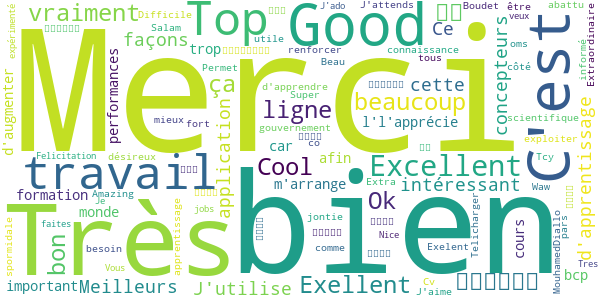 vraiment
Difficile
Top
Good
J'ado
J'attends
Boudet
être
abattu
expérimenté
Salam
façons
trop
utile
renforcer
Beau
connaissance
Ce
veux
oms
tous
côté
informé
Extraordinaire
Merci
performances
Permet
ça
d'apprendre
Super
ligne
gouvernement
cette
beaucoup
l'l'apprécie
concepteurs
C'est
scientifique
exploiter
d'augmenter
mieux
fort
application
car
co
afin
Felicitation
désireux
travail
Cool
m'arrange
Excellent
intéressant
Tcy
d'apprentissage
formation
Amazing
Je
monde
Extra
Ok
Waw
Très
bien
jobs
jontie
Telicharger
cours
pars
MouhamedDiallo
spormidale
bon
faites
besoin
apprentissage
Vous
comme
Nice
Exelent
Tres
important
Meilleurs
J'utilise
Exellent
Cv
J'aime
bcp